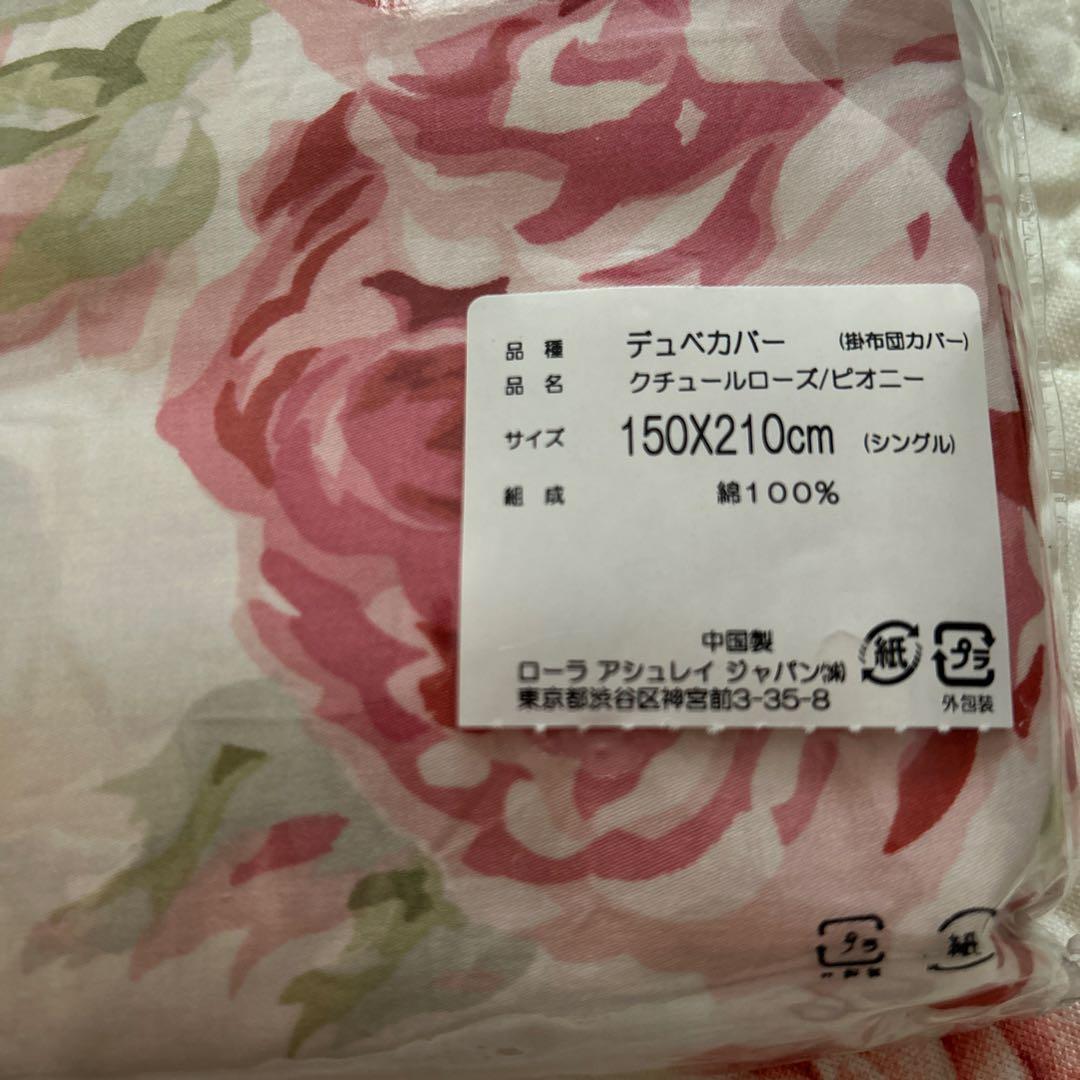 品種 デュベカバー (掛布団カバー)
品名 クチュールローズ/ピオニー
サイズ 150X210cm (シングル)
組成 綿100%
中国製
ローラ アシュレイ ジャパン㈱
東京都渋谷区神宮前3-35-8
紙
プラ
外包装
プラ
紙